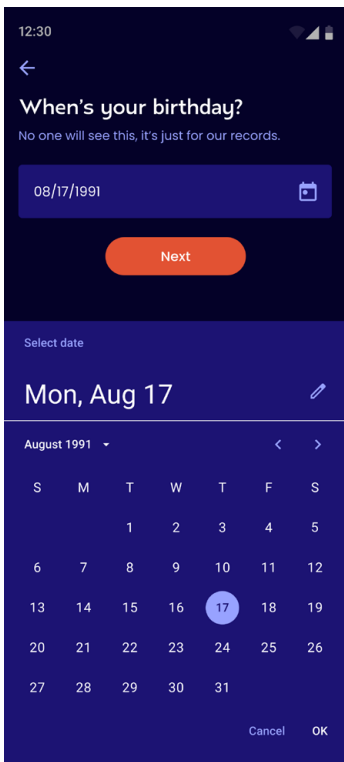 12:30
When's your birthday?
No one will see this, it's just for our records.
08/17/1991
Next
Select date
Mon, Aug 17
August 1991
S M T W T F S
1 2 3 4 5
6 7 8 9 10 11 12
13 14 15 16 17 18 19
20 21 22 23 24 25 26
27 28 29 30 31
Cancel OK